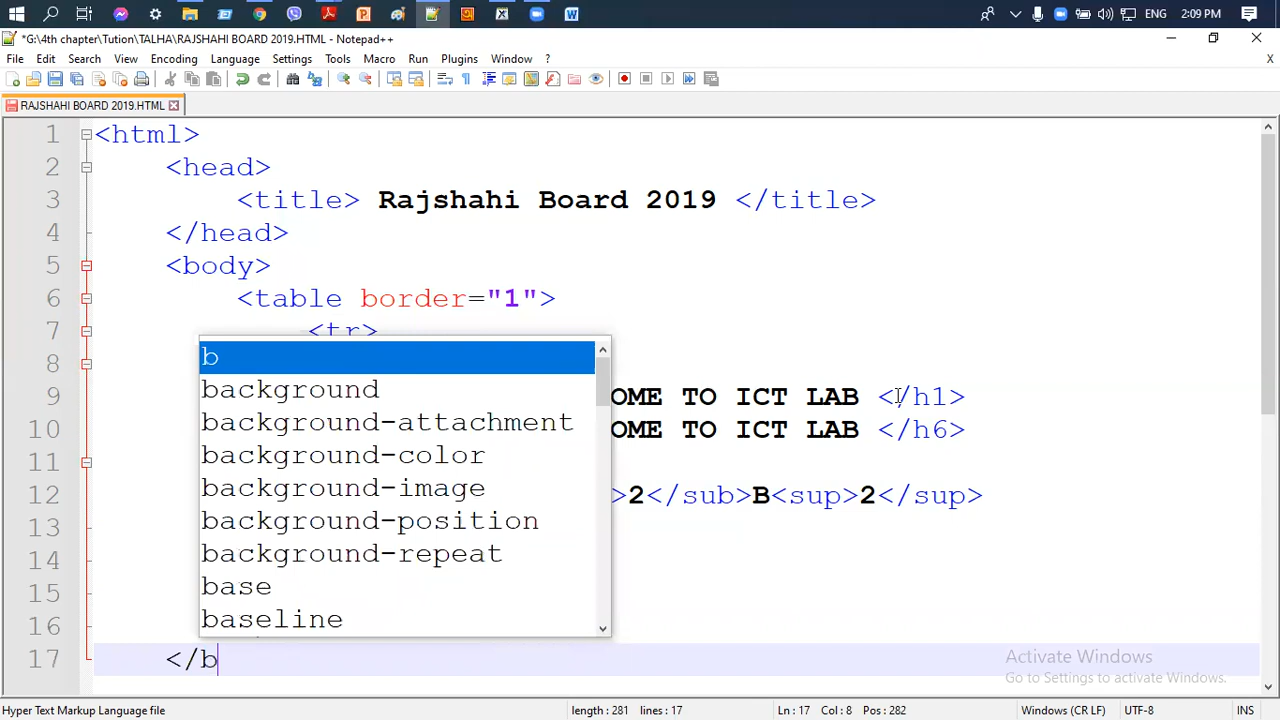 ENG 2:09 PM
*G:\4th chapter\Tution\TALHA\RAJSHAHI BOARD 2019.HTML - Notepad++
File Edit Search View Encoding Language Settings Tools Macro Run Plugins Window ? X
RAJSHAHI BOARD 2019.HTML
1 <html>
2 <head>
3 <title> Rajshahi Board 2019 </title>
4 </head>
5 <body>
6 <table border="1">
7 <tr>
8
9 OME TO ICT LAB </h1>
10 OME TO ICT LAB </h6>
11
12 >2</sub>B<sup>2</sup>
13
14
15
16
17 </b
b
background
background-attachment
background-color
background-image
background-position
background-repeat
base
baseline
Activate Windows
Go to Settings to activate Windows.
Hyper Text Markup Language file length : 281 lines : 17 Ln : 17 Col : 8 Pos : 282 Windows (CR LF) UTF-8 INS